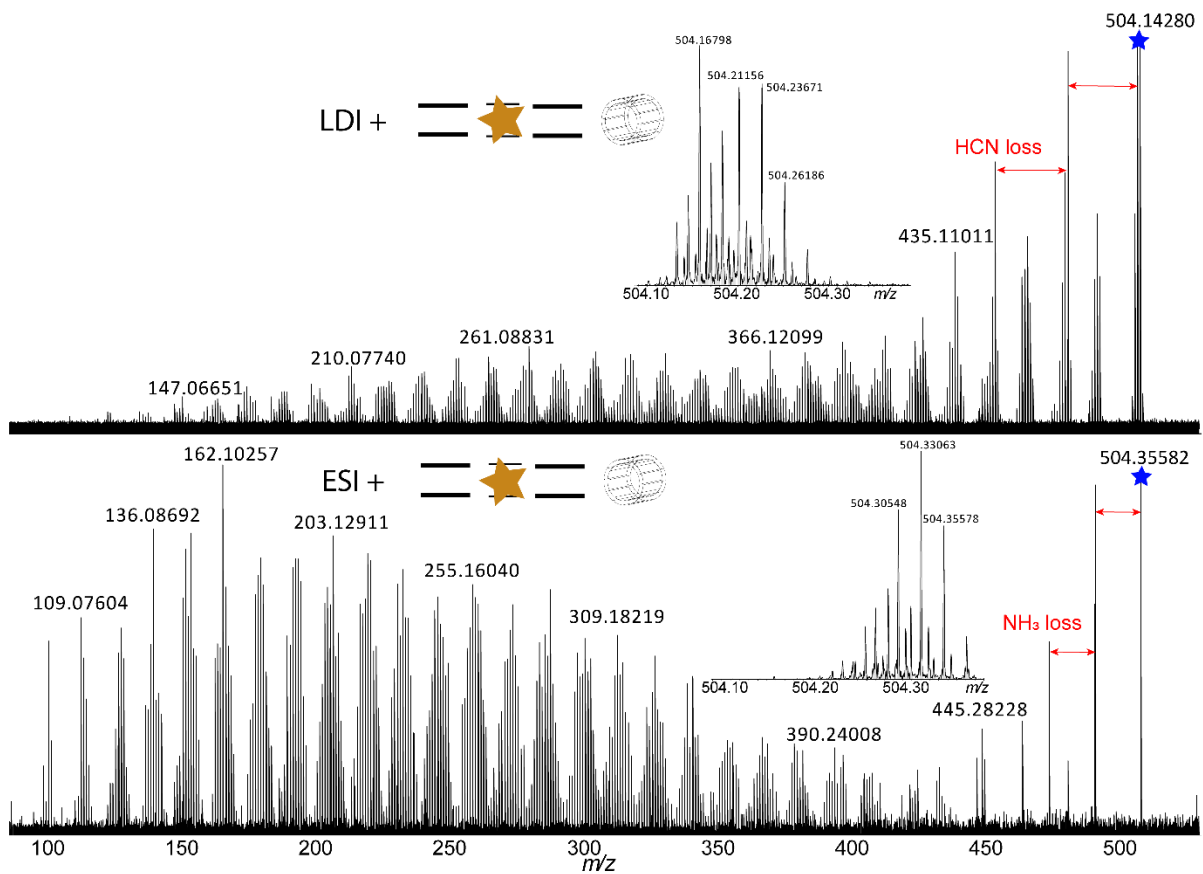 504.14280
504.16798
504.21156
504.23671
LDI +
HCN loss
504.26186
435.11011
504.10 504.20 504.30 m/z
366.12099
261.08831
210.07740
147.06651
504.33063
504.35582
162.10257
ESI +
504.30548
504.35578
136.08692
203.12911
255.16040
109.07604
309.18219
NH₃ loss
504.10 504.20 504.30 m/z
445.28228
390.24008
100 150 200 250 300 350 400 450 500
m/z